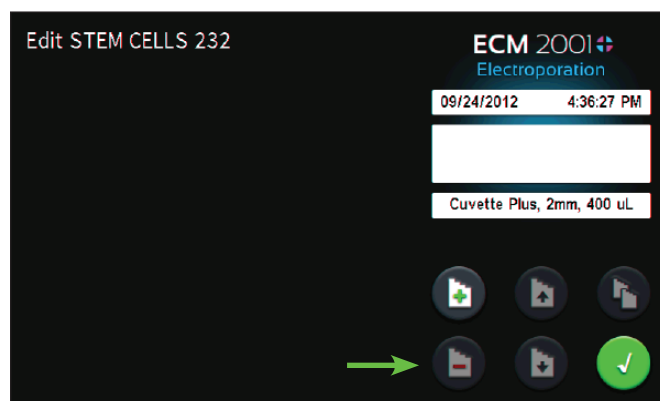 Edit STEM CELLS 232
ECM 2001
Electroporation
09/24/2012 4:36:27 PM
Cuvette Plus, 2mm, 400 uL